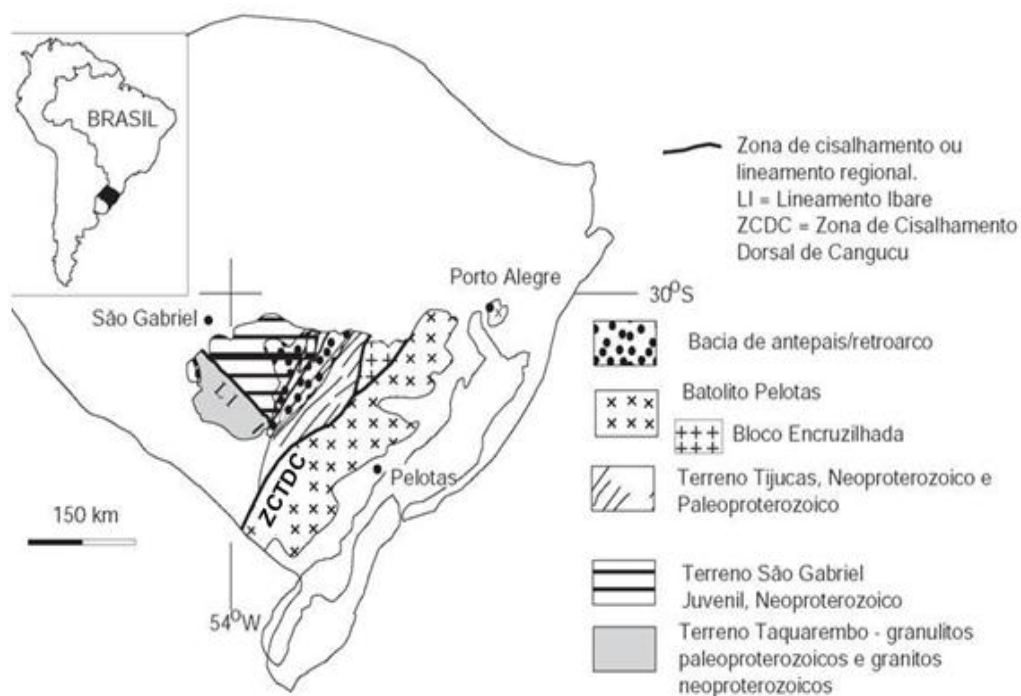 BRASIL
Zona de cisalhamento ou
lineamento regional.
LI = Lineamento Ibare
ZCDC = Zona de Cisalhamento
Dorsal de Cangucu
Porto Alegre
30°S
São Gabriel
LI
ZCTDC
Pelotas
150 km
54°W
Bacia de antepais/retroarco
Batolito Pelotas
Bloco Encruzilhada
Terreno Tijucas, Neoproterozoico e
Paleoproterozoico
Terreno São Gabriel
Juvenil, Neoproterozoico
Terreno Taquarembo - granulitos
paleoproterozoicos e granitos
neoproterozoicos